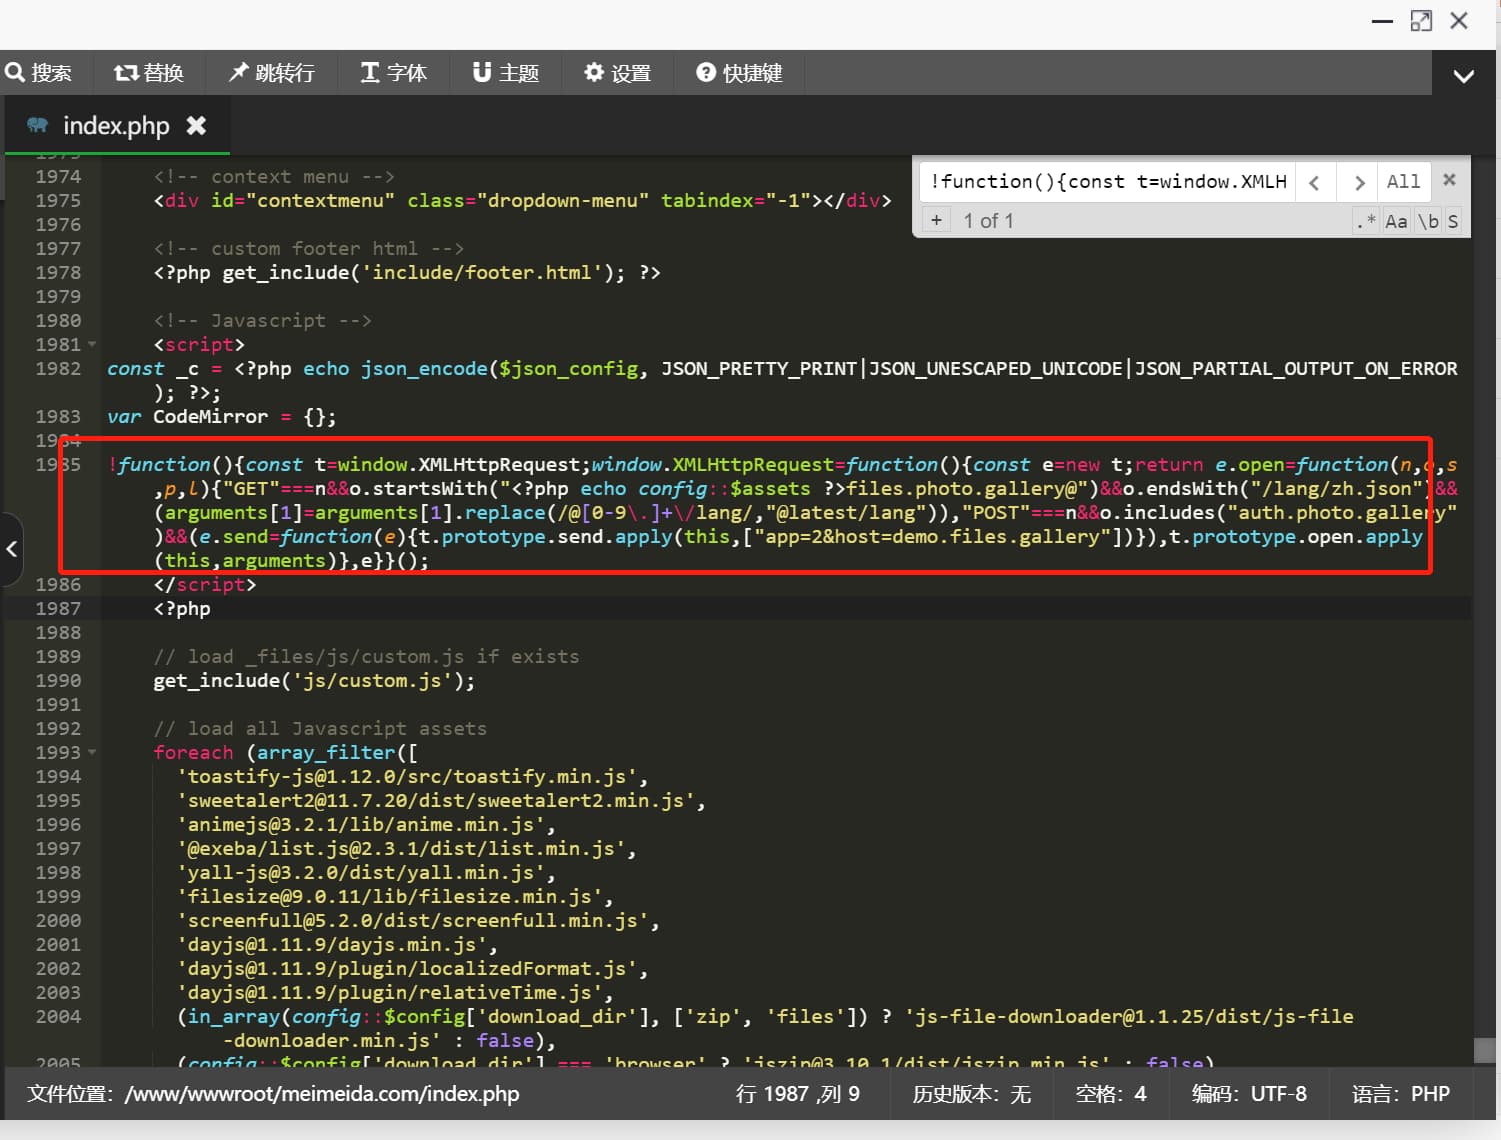 搜索 替换 跳转行 字体 主题 设置 快捷键
index.php
1973
1974 <!-- context menu -->
1975 <div id="contextmenu" class="dropdown-menu" tabindex="-1"></div>
!function(){const t=window.XMLH All
+ 1 of 1 .* Aa \b S
1976
1977 <!-- custom footer html -->
1978 <?php get_include('include/footer.html'); ?>
1979
1980 <!-- Javascript -->
1981 <script>
1982 const _c = <?php echo json_encode($json_config, JSON_PRETTY_PRINT|JSON_UNESCAPED_UNICODE|JSON_PARTIAL_OUTPUT_ON_ERROR
); ?>;
1983 var CodeMirror = {};
1984
1985 !function(){const t=window.XMLHttpRequest;window.XMLHttpRequest=function(){const e=new t;return e.open=function(n,o,s
,p,l){"GET"===n&&o.startsWith("<?php echo config::$assets ?>files.photo.gallery@")&&o.endsWith("/lang/zh.json")&&
(arguments[1]=arguments[1].replace(/@[0-9\.]+\/lang/,"@latest/lang")),"POST"===n&&o.includes("auth.photo.gallery"
)&&(e.send=function(e){t.prototype.send.apply(this,["app=2&host=demo.files.gallery"])}),t.prototype.open.apply
(this,arguments)},e}}();
1986 </script>
1987 <?php
1988
1989 // load _files/js/custom.js if exists
1990 get_include('js/custom.js');
1991
1992 // load all Javascript assets
1993 foreach (array_filter([
1994 'toastify-js@1.12.0/src/toastify.min.js',
1995 'sweetalert2@11.7.20/dist/sweetalert2.min.js',
1996 'animejs@3.2.1/lib/anime.min.js',
1997 '@exeba/list.js@2.3.1/dist/list.min.js',
1998 'yall-js@3.2.0/dist/yall.min.js',
1999 'filesize@9.0.11/lib/filesize.min.js',
2000 'screenfull@5.2.0/dist/screenfull.min.js',
2001 'dayjs@1.11.9/dayjs.min.js',
2002 'dayjs@1.11.9/plugin/localizedFormat.js',
2003 'dayjs@1.11.9/plugin/relativeTime.js',
2004 (in_array(config::$config['download_dir'], ['zip', 'files']) ? 'js-file-downloader@1.1.25/dist/js-file
-downloader.min.js' : false),
2005 (config::$config['download_dir'] === 'browser' ? 'jszip@3.10.1/dist/jszip.min.js' : false)
文件位置：/www/wwwroot/meimeida.com/index.php 行 1987 ,列 9 历史版本：无 空格：4 编码：UTF-8 语言：PHP